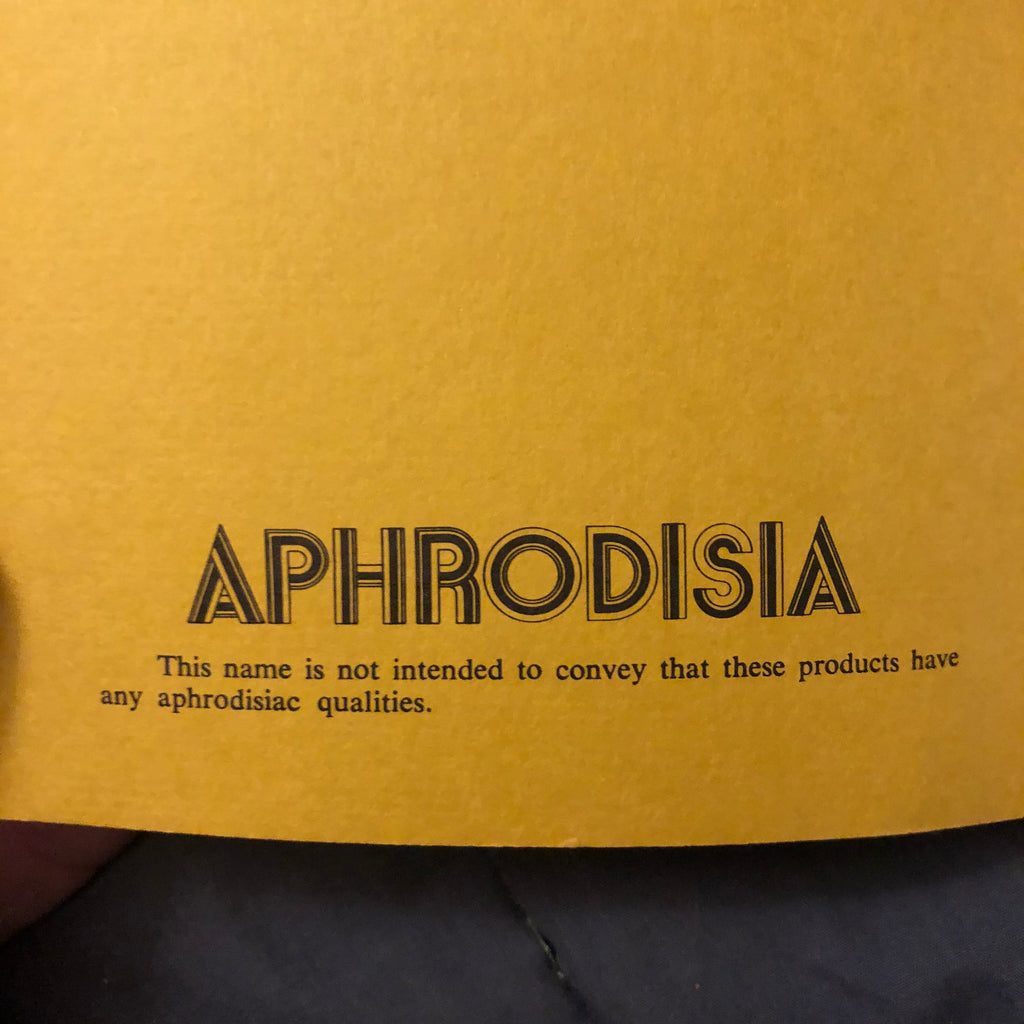 APHRODISIA
This name is not intended to convey that these products have
any aphrodisiac qualities.